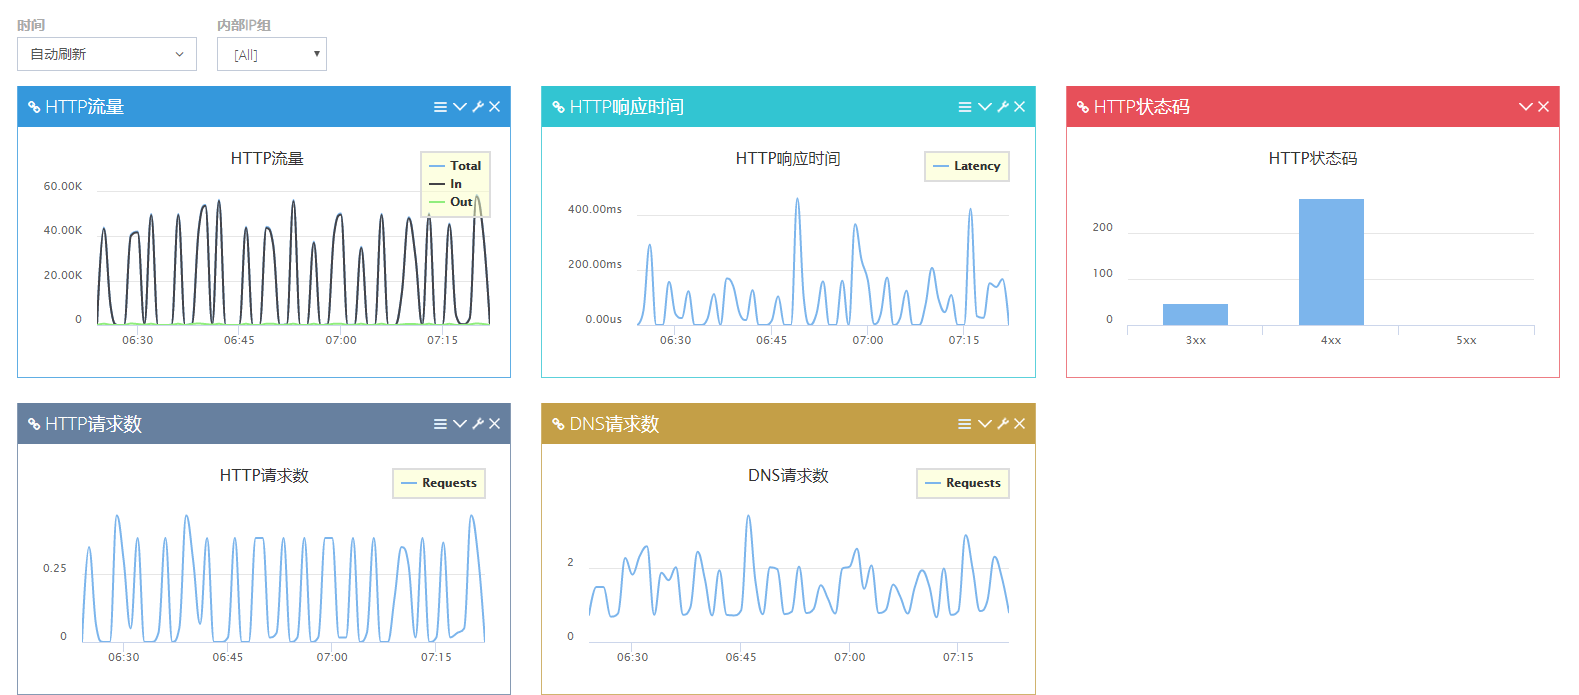 时间
内部IP组
自动刷新
[All]
HTTP流量
HTTP流量
Total
In
Out
60.00K
40.00K
20.00K
0
06:30
06:45
07:00
07:15
HTTP响应时间
HTTP响应时间
Latency
400.00ms
200.00ms
0.00us
06:30
06:45
07:00
07:15
HTTP状态码
HTTP状态码
200
100
0
3xx
4xx
5xx
HTTP请求数
HTTP请求数
Requests
0.25
0
06:30
06:45
07:00
07:15
DNS请求数
DNS请求数
Requests
2
0
06:30
06:45
07:00
07:15